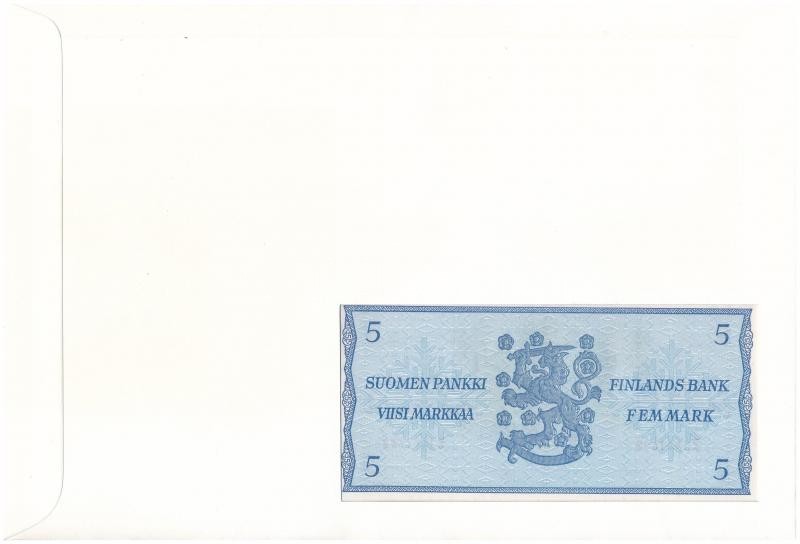 5 5
SUOMEN PANKKI FINLANDS BANK
VIISI MARKKAA FEM MARK
5 5